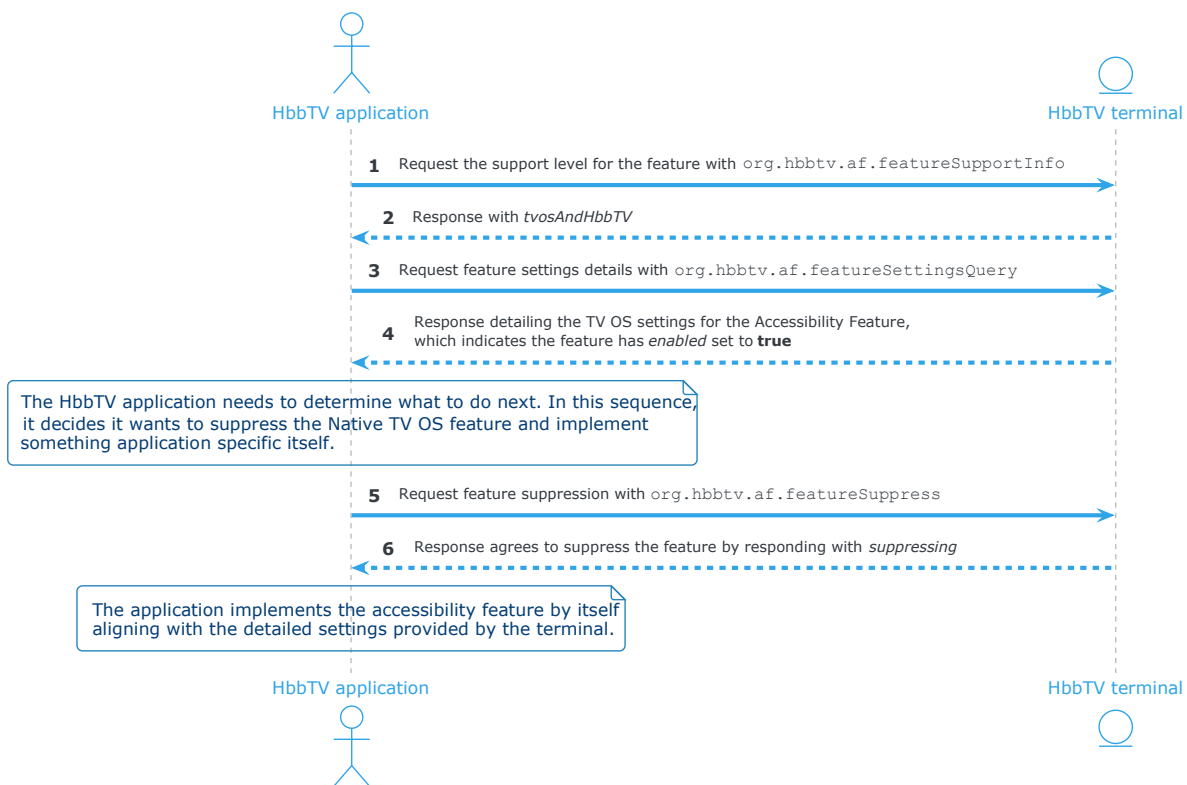 HbbTV application
HbbTV terminal
1 Request the support level for the feature with org.hbbtv.af.featureSupportInfo
2 Response with tvosAndHbbTV
3 Request feature settings details with org.hbbtv.af.featureSettingsQuery
4 Response detailing the TV OS settings for the Accessibility Feature,
which indicates the feature has enabled set to true
The HbbTV application needs to determine what to do next. In this sequence,
it decides it wants to suppress the Native TV OS feature and implement
something application specific itself.
5 Request feature suppression with org.hbbtv.af.featureSuppress
6 Response agrees to suppress the feature by responding with suppressing
The application implements the accessibility feature by itself
aligning with the detailed settings provided by the terminal.
HbbTV application
HbbTV terminal